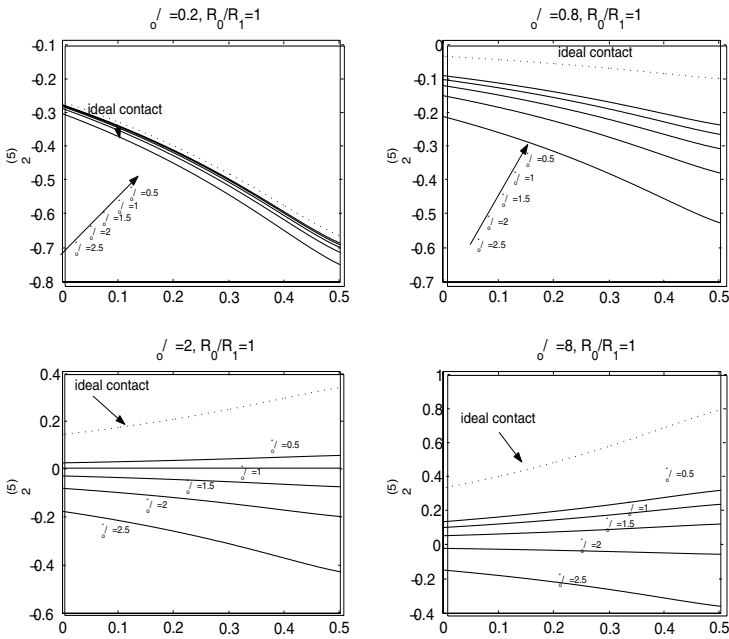 o/ =0.2, R0/R1=1
-0.1
-0.2
-0.3
-0.4
-0.5
-0.6
-0.7
-0.8
2(5)
ideal contact
o/ =0.5
o/ =1
o/ =1.5
o/ =2
o/ =2.5
0 0.1 0.2 0.3 0.4 0.5
o/ =0.8, R0/R1=1
0
-0.1
-0.2
-0.3
-0.4
-0.5
-0.6
-0.7
2(5)
ideal contact
o/ =0.5
o/ =1
o/ =1.5
o/ =2
o/ =2.5
0 0.1 0.2 0.3 0.4 0.5
o/ =2, R0/R1=1
0.4
0.2
0
-0.2
-0.4
-0.6
2(5)
ideal contact
o/ =0.5
o/ =1
o/ =1.5
o/ =2
o/ =2.5
0 0.1 0.2 0.3 0.4 0.5
o/ =8, R0/R1=1
1
0.8
0.6
0.4
0.2
0
-0.2
-0.4
2(5)
ideal contact
o/ =0.5
o/ =1
o/ =1.5
o/ =2
o/ =2.5
0 0.1 0.2 0.3 0.4 0.5